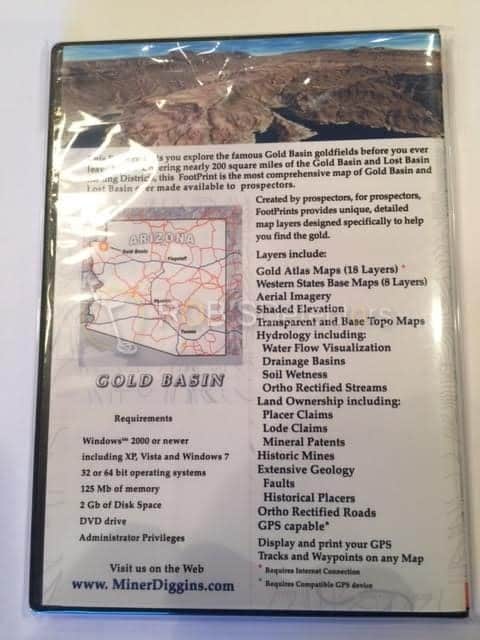 you explore the famous Gold Basin goldfields before you ever
nearly 200 square miles of the Gold Basin and Lost Basin
this FootPrint is the most comprehensive map of Gold Basin and
Lost Basin ever made available to prospectors.
Created by prospectors, for prospectors,
FootPrints provides unique, detailed
map layers designed specifically to help
you find the gold.
Layers include:
Gold Atlas Maps (18 Layers) *
Western States Base Maps (8 Layers)
Aerial Imagery
Shaded Elevation
Transparent and Base Topo Maps
Hydrology including:
Water Flow Visualization
Drainage Basins
Soil Wetness
Ortho Rectified Streams
Land Ownership including:
Placer Claims
Lode Claims
Mineral Patents
Historic Mines
Extensive Geology
Faults
Historical Placers
Ortho Rectified Roads
GPS capable*
Display and print your GPS
Tracks and Waypoints on any Map
* Requires Internet Connection
* Requires Compatible GPS device
ARIZONA
Gold Basin
Flagstaff
Phoenix
Tucson
GOLD BASIN
Requirements
Windows™ 2000 or newer
including XP, Vista and Windows 7
32 or 64 bit operating systems
125 Mb of memory
2 Gb of Disk Space
DVD drive
Administrator Privileges
Visit us on the Web
www. MinerDiggins.com